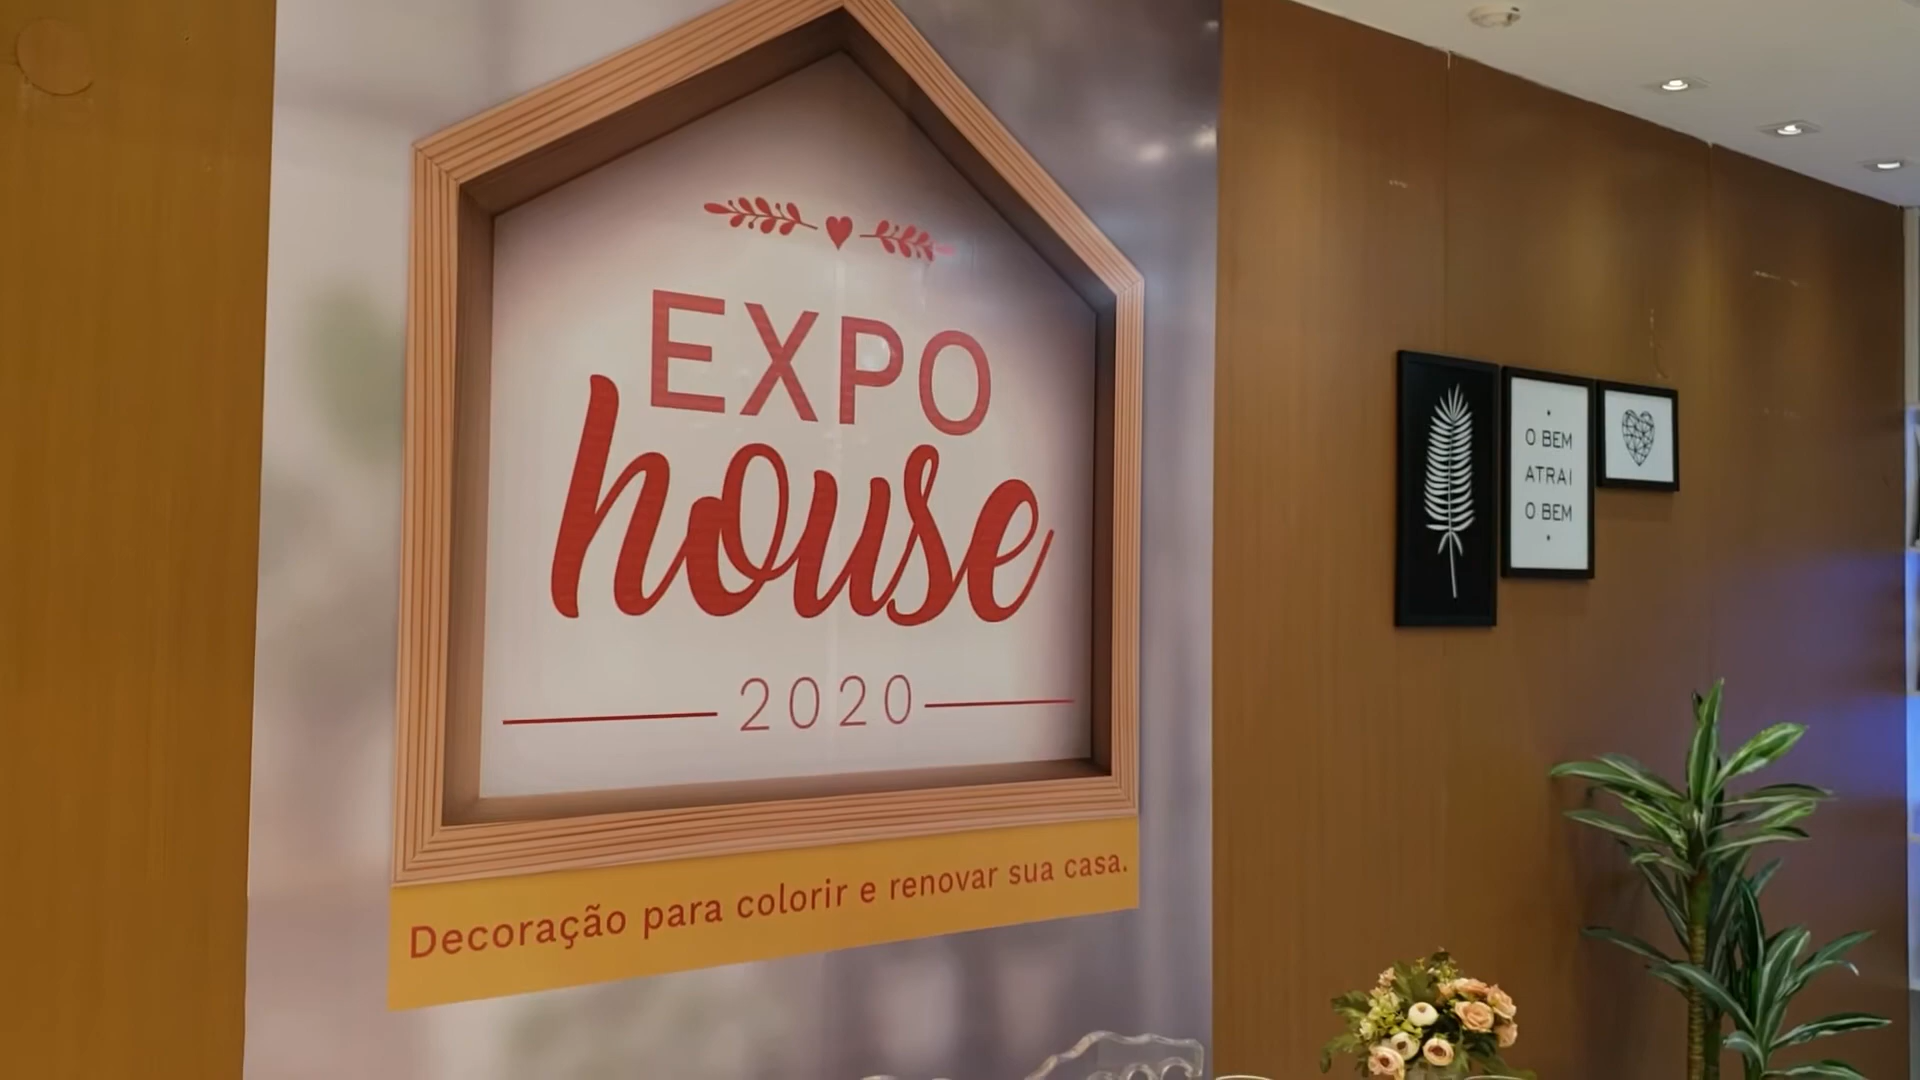 EXPO
house
2020
Decoração para colorir e renovar sua casa.
O BEM
ATRAI
O BEM